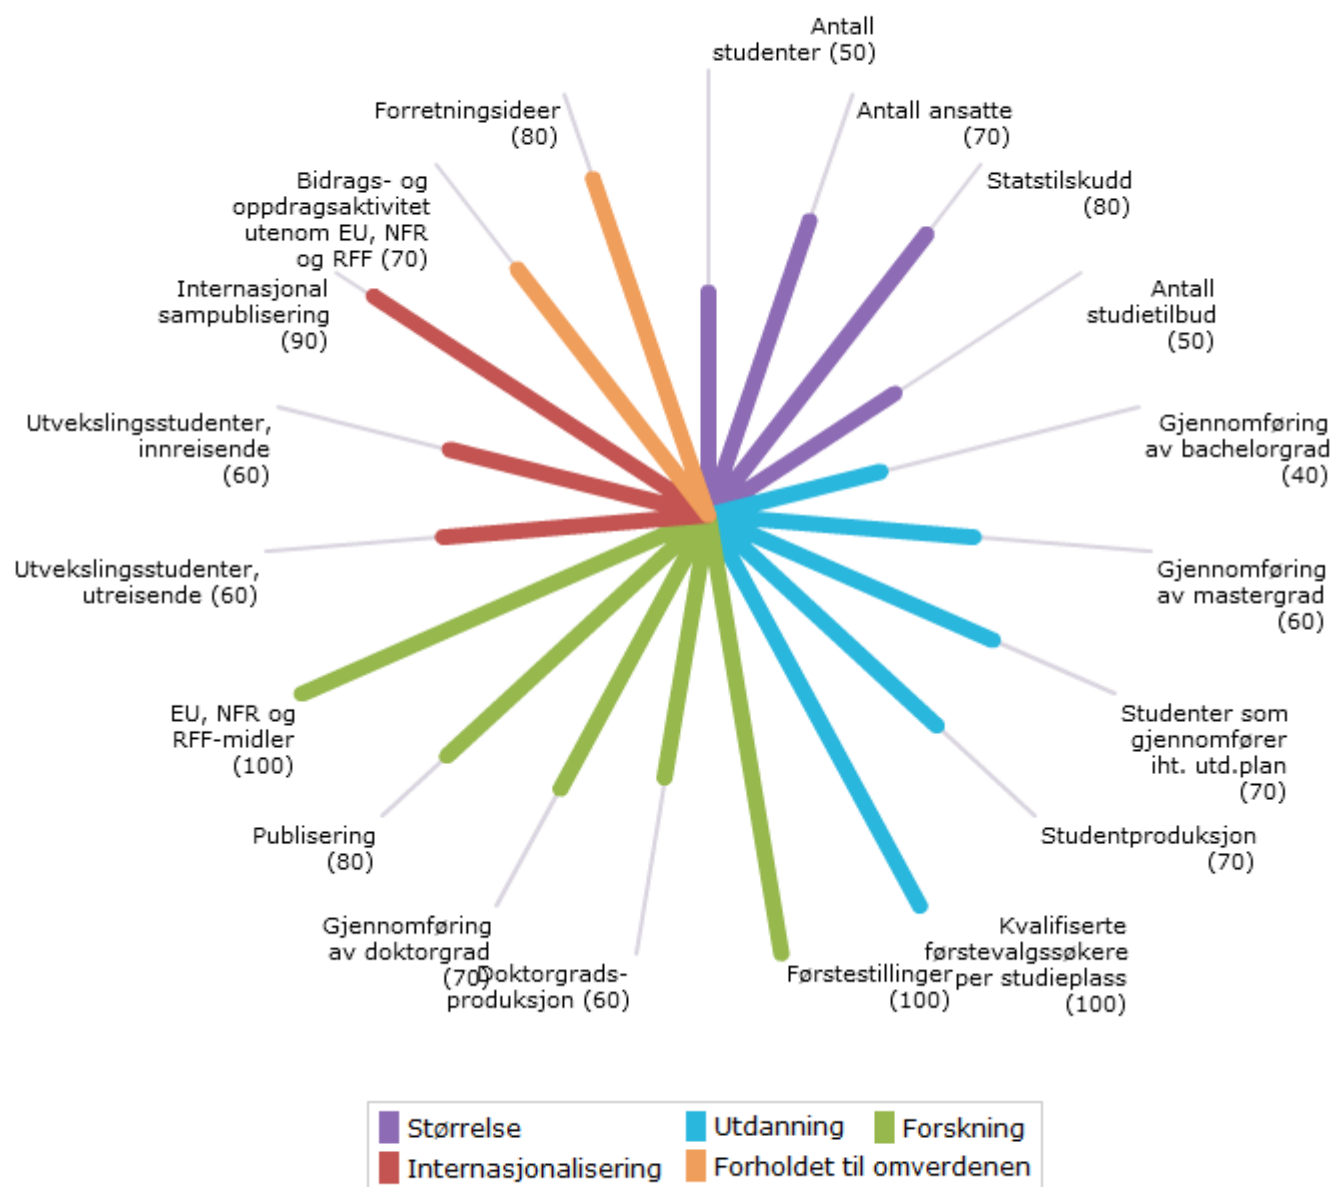 Antall
studenter (50)
Antall ansatte
(70)
Statstilskudd
(80)
Antall
studietilbud
(50)
Gjennomføring
av bachelorgrad
(40)
Gjennomføring
av mastergrad
(60)
Studenter som
gjennomfører
iht. utd.plan
(70)
Studentproduksjon
(70)
Kvalifiserte
førstevalgssøkere
per studieplass
(100)
Førstestillinger
(100)
Doktorgrads-
produksjon (60)
Gjennomføring
av doktorgrad
(70)
Publisering
(80)
EU, NFR og
RFF-midler
(100)
Utvekslingsstudenter,
utreisende (60)
Utvekslingsstudenter,
innreisende
(60)
Internasjonal
sampublisering
(90)
Bidrags- og
oppdragsaktivitet
utenom EU, NFR
og RFF (70)
Forretningsideer
(80)
Størrelse
Utdanning
Forskning
Internasjonalisering
Forholdet til omverdenen